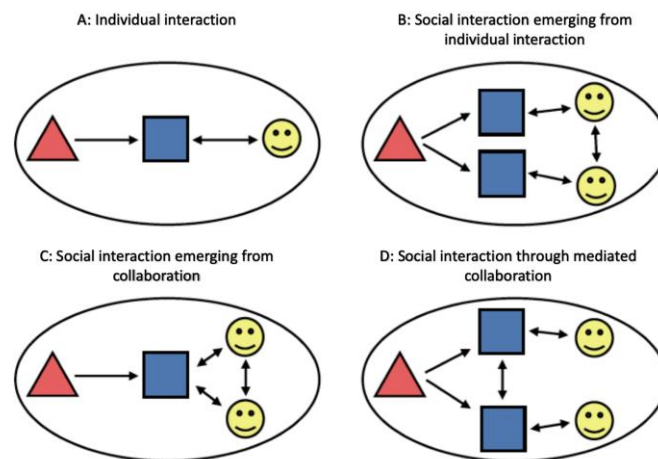 A: Individual interaction
B: Social interaction emerging from
individual interaction
C: Social interaction emerging from
collaboration
D: Social interaction through mediated
collaboration